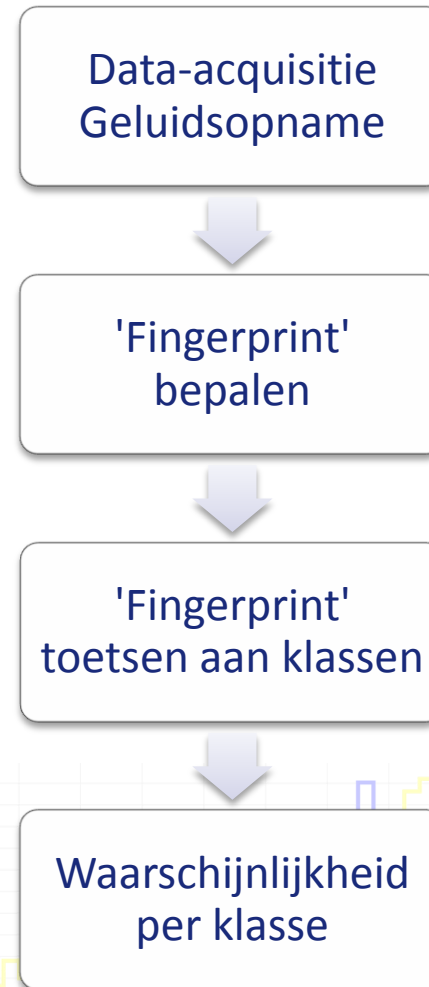 Data-acquisitie
Geluidsopname
'Fingerprint'
bepalen
'Fingerprint'
toetsen aan klassen
Waarschijnlijkheid
per klasse